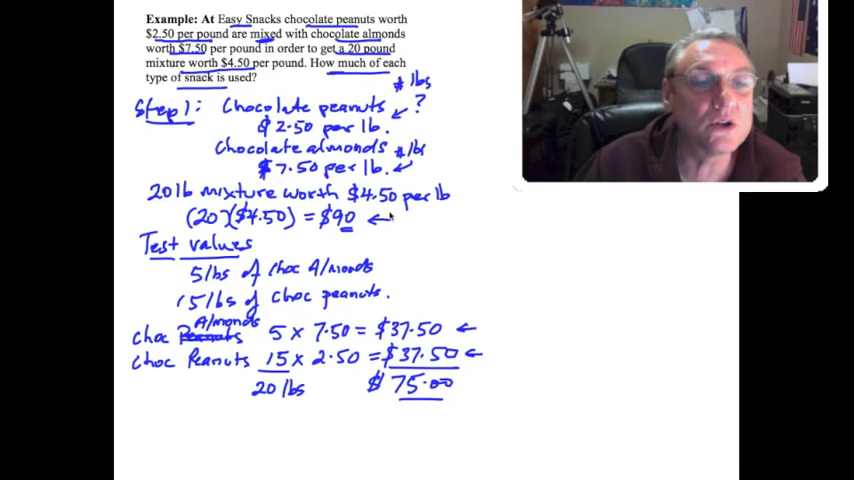 Example: At Easy Snacks chocolate peanuts worth
$2.50 per pound are mixed with chocolate almonds
worth $7.50 per pound in order to get a 20 pound
mixture worth $4.50 per pound. How much of each
type of snack is used?
# lbs
Step 1: Chocolate peanuts ?
$2.50 per lb.
Chocolate almonds # lbs
$7.50 per lb.
20 lb mixture worth $4.50 per lb
(20)($4.50) = $90
Test values
5 lbs of choc Almonds
15 lbs of choc peanuts.
Almonds
choc Peanuts 5 x 7.50 = $37.50
choc Peanuts 15 x 2.50 = $37.50
20 lbs $75.00